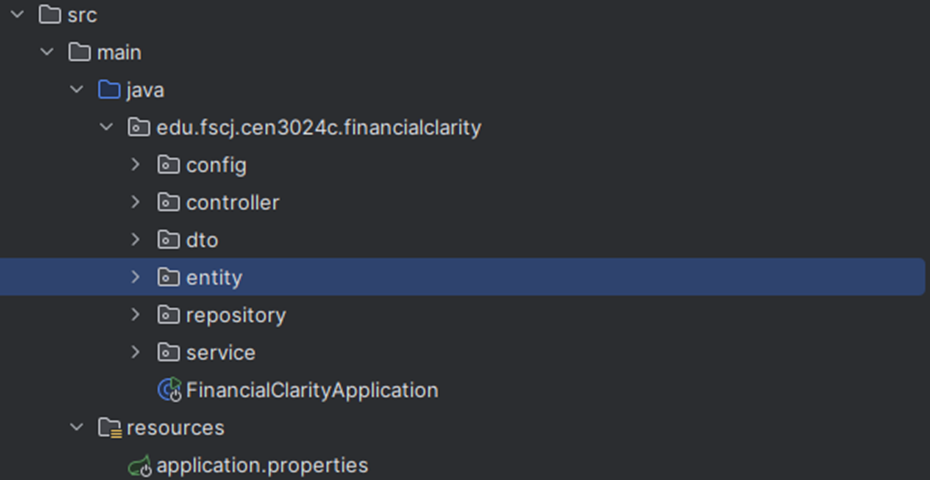 src
main
java
edu.fscj.cen3024c.financialclarity
config
controller
dto
entity
repository
service
FinancialClarityApplication
resources
application.properties